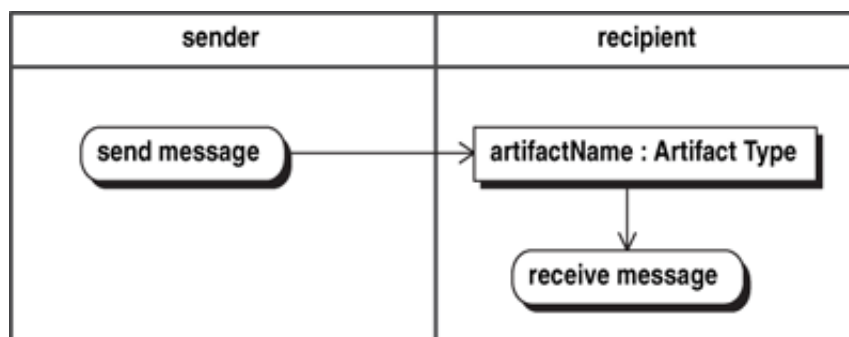 sender
recipient
send message
artifactName : Artifact Type
receive message